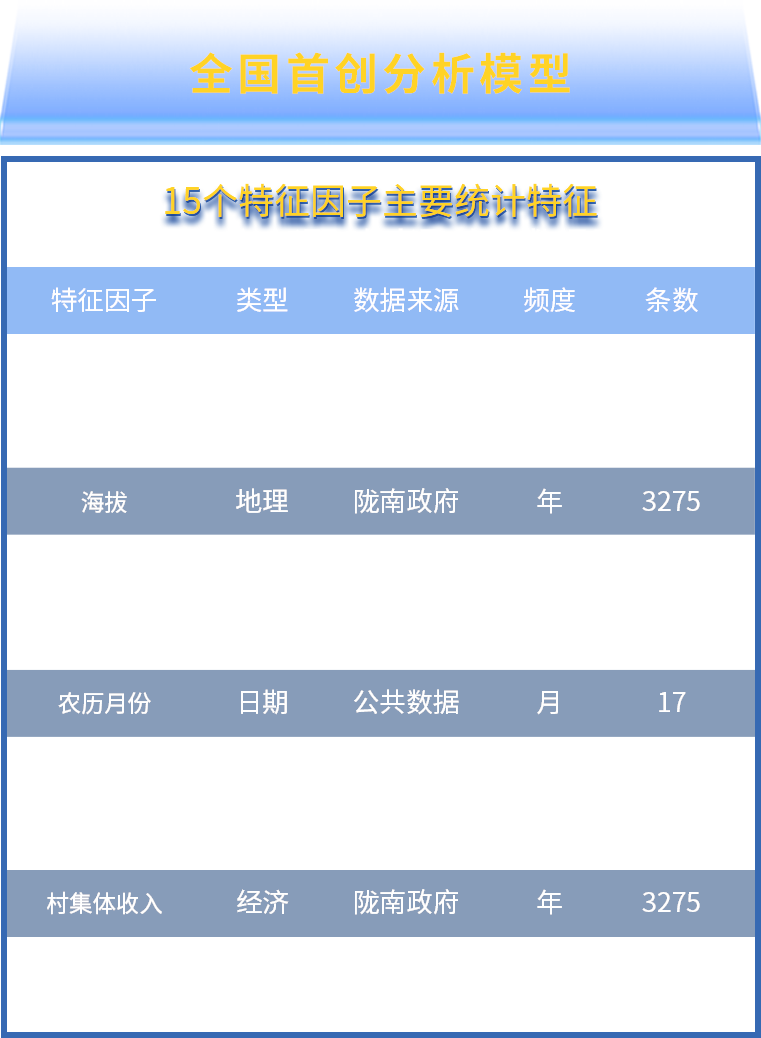 全国首创分析模型
15个特征因子主要统计特征
特征因子 类型 数据来源 频度 条数
海拔 地理 陇南政府 年 3275
农历月份 日期 公共数据 月 17
村集体收入 经济 陇南政府 年 3275